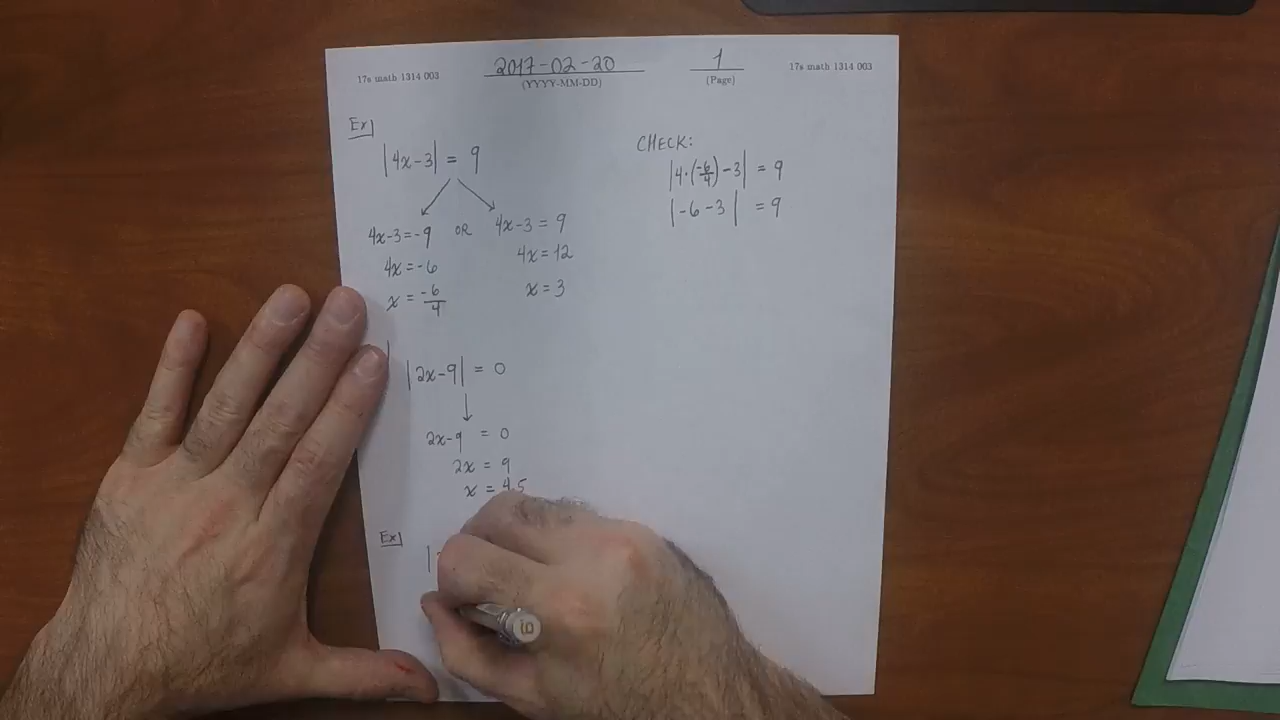 17s math 1314 003 2017-02-20 1 17s math 1314 003
(YYYY-MM-DD) (Page)
Ex
|4x-3| = 9
4x-3=-9 OR 4x-3=9
4x=-6 4x=12
x=-6/4 x=3
|2x-9| = 0
2x-9 = 0
2x = 9
x = 4.5
Ex
CHECK:
|4·(-6/4)-3| = 9
|-6-3| = 9